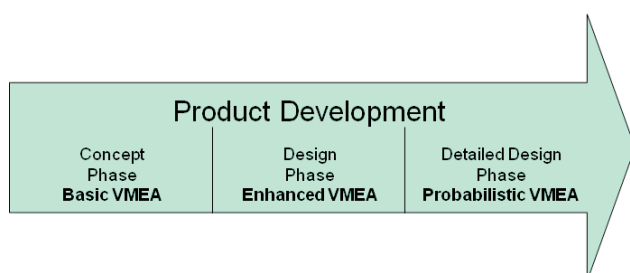 Product Development
Concept
Phase
Basic VMEA
Design
Phase
Enhanced VMEA
Detailed Design
Phase
Probabilistic VMEA